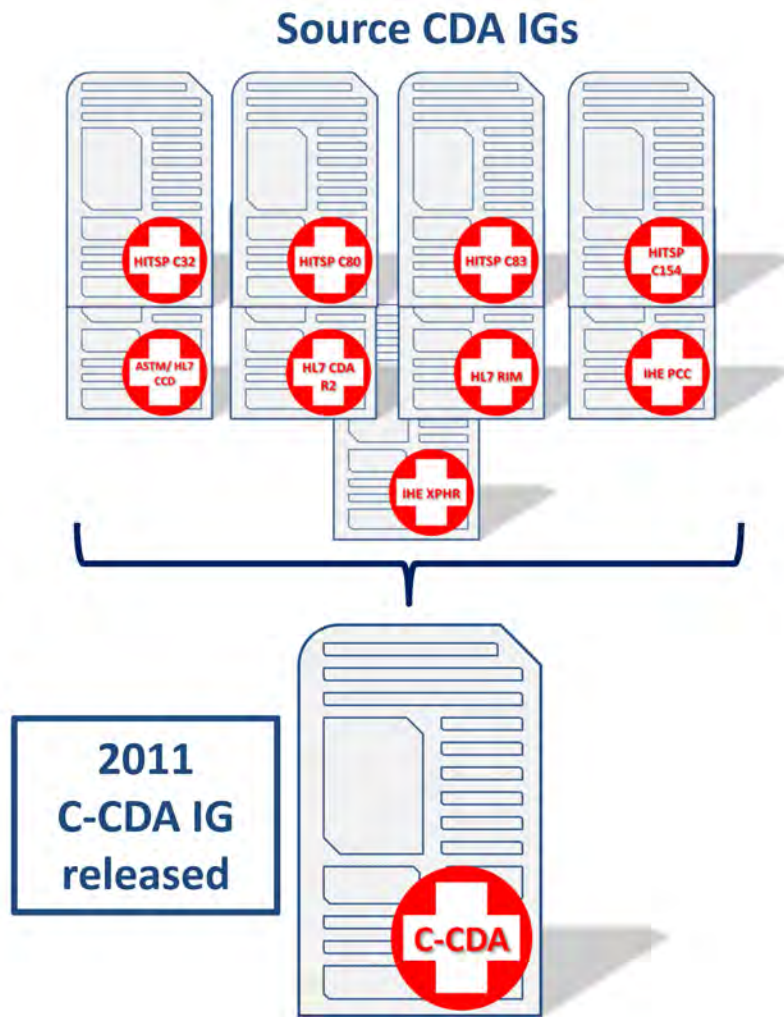 Source CDA IGs
HITSP C32
HITSP C80
HITSP C83
HITSP
C154
ASTM/ HL7
CCD
HL7 CDA
R2
HL7 RIM
IHE PCC
IHE XPHR
2011
C-CDA IG
released
C-CDA